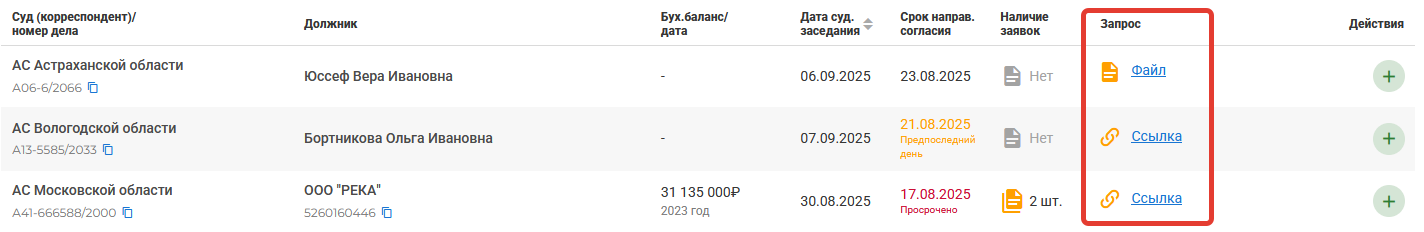 Суд (корреспондент)/
номер дела
Должник
Бух.баланс/
дата
Дата суд.
заседания
Срок направ.
согласия
Наличие
заявок
Запрос
Действия
АС Астраханской области
А06-6/2066
Юссеф Вера Ивановна
-
06.09.2025
23.08.2025
Нет
Файл
АС Вологодской области
А13-5585/2033
Бортникова Ольга Ивановна
-
07.09.2025
21.08.2025
Предпоследний
день
Нет
Ссылка
АС Московской области
А41-666588/2000
ООО "РЕКА"
5260160446
31 135 000₽
2023 год
30.08.2025
17.08.2025
Просрочено
2 шт.
Ссылка